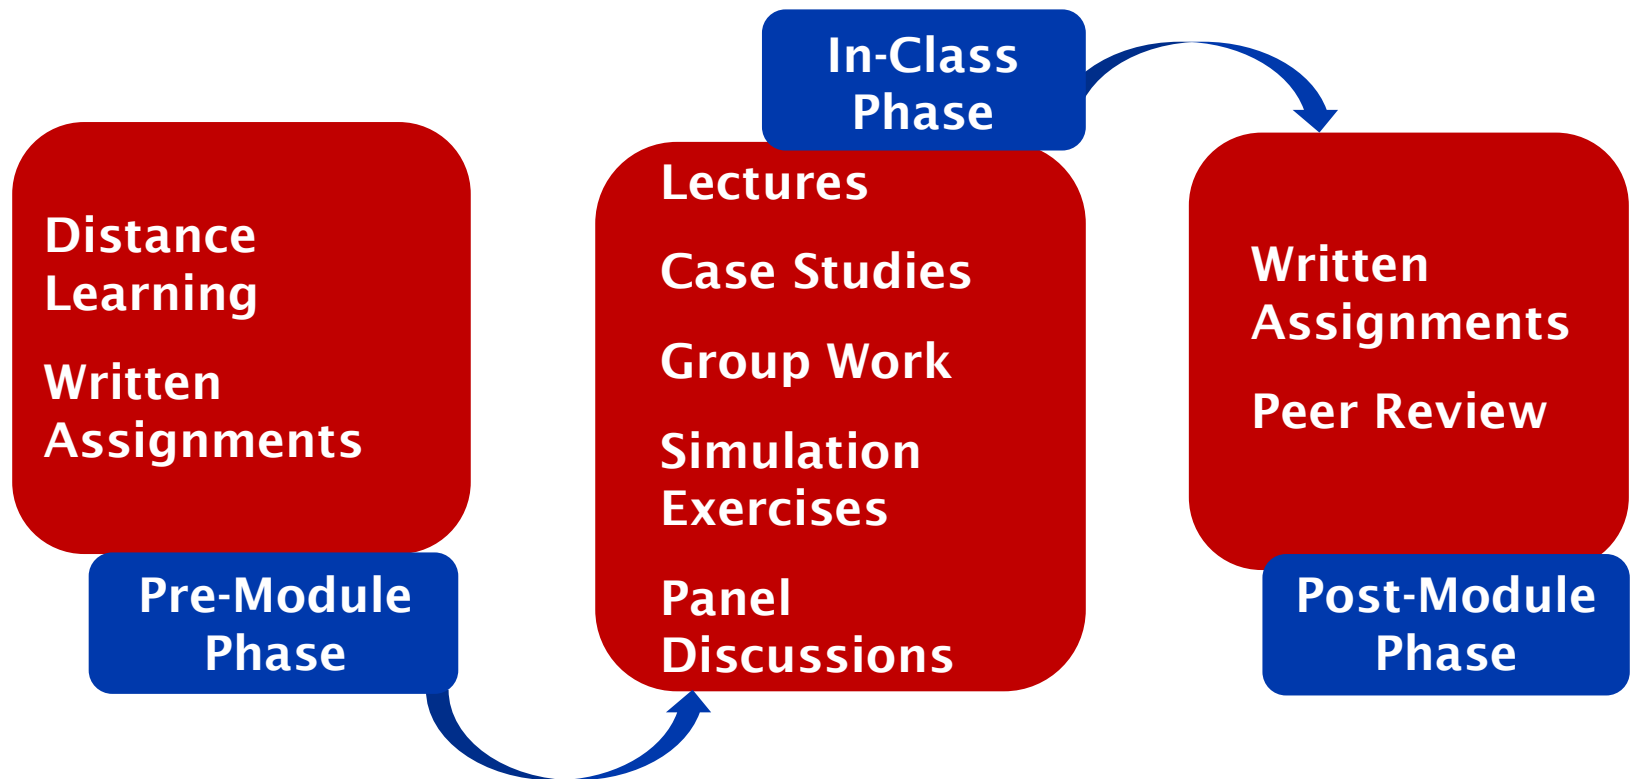 Distance
Learning
Written
Assignments
Pre-Module
Phase
In-Class
Phase
Lectures
Case Studies
Group Work
Simulation
Exercises
Panel
Discussions
Written
Assignments
Peer Review
Post-Module
Phase